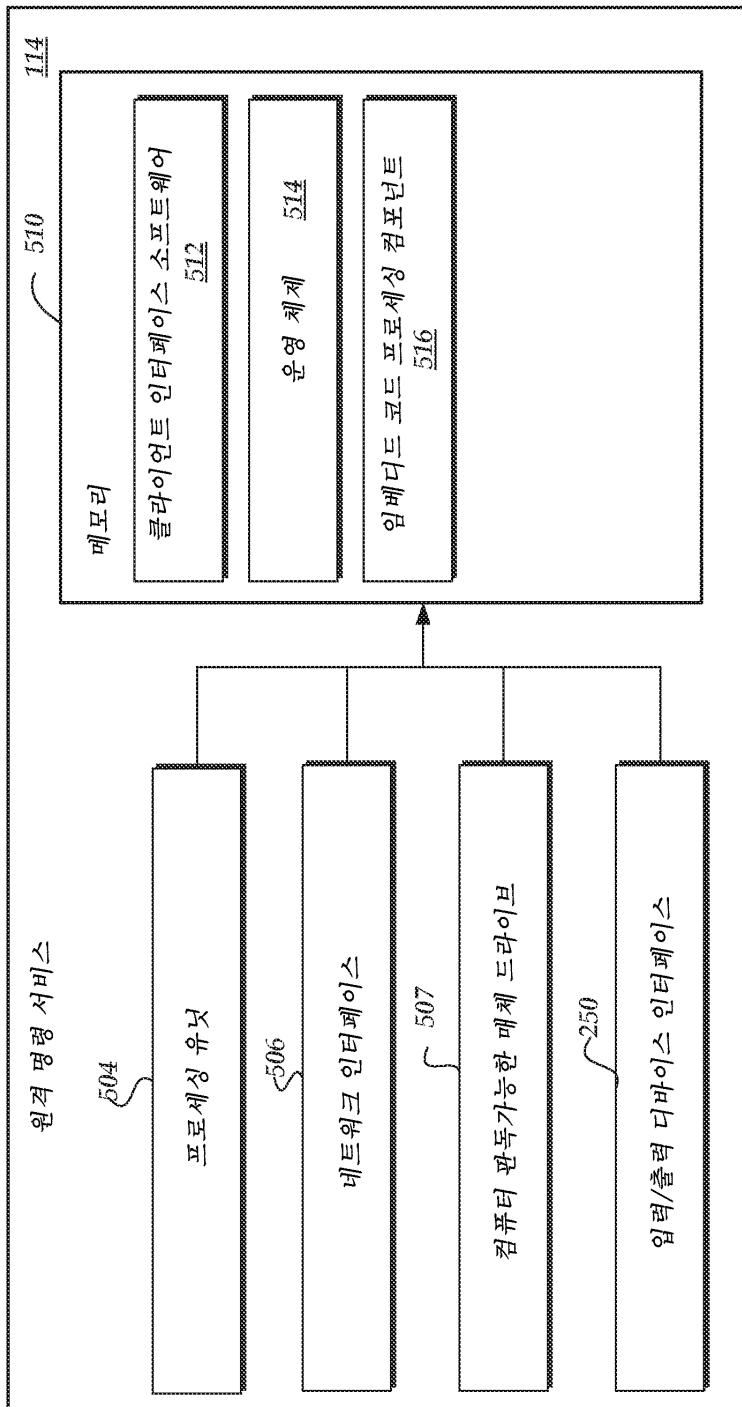 원격 명령 서비스
114
504
프로세싱 유닛
506
네트워크 인터페이스
507
컴퓨터 판독가능한 매체 드라이브
250
입력/출력 디바이스 인터페이스
510
메모리
클라이언트 인터페이스 소프트웨어
512
운영 체제 514
임베디드 코드 프로세싱 컴포넌트
516